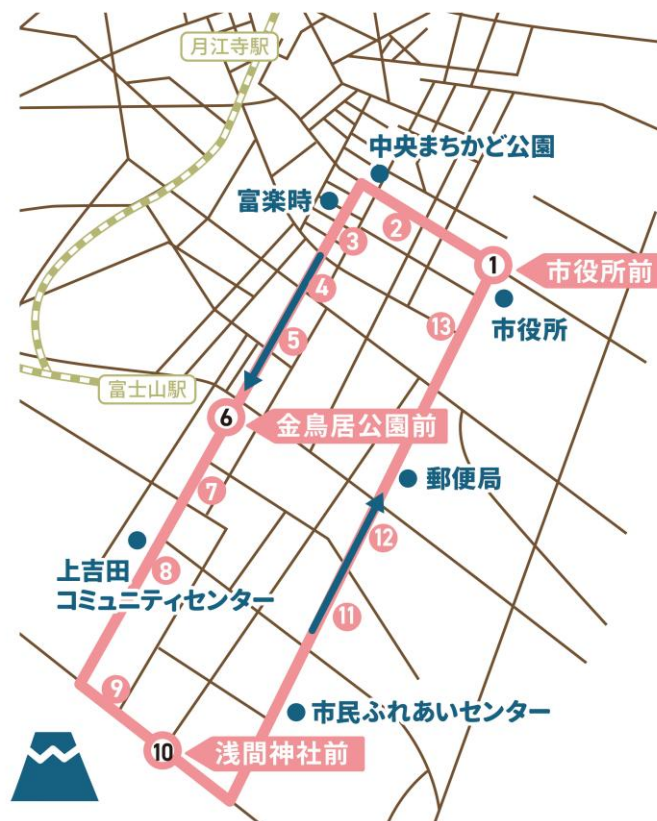 月江寺駅
中央まちかど公園
富楽時
2
3
1
市役所前
4
市役所
13
5
富士山駅
6
金鳥居公園前
7
郵便局
12
上吉田
コミュニティセンター
8
11
9
市民ふれあいセンター
10
浅間神社前